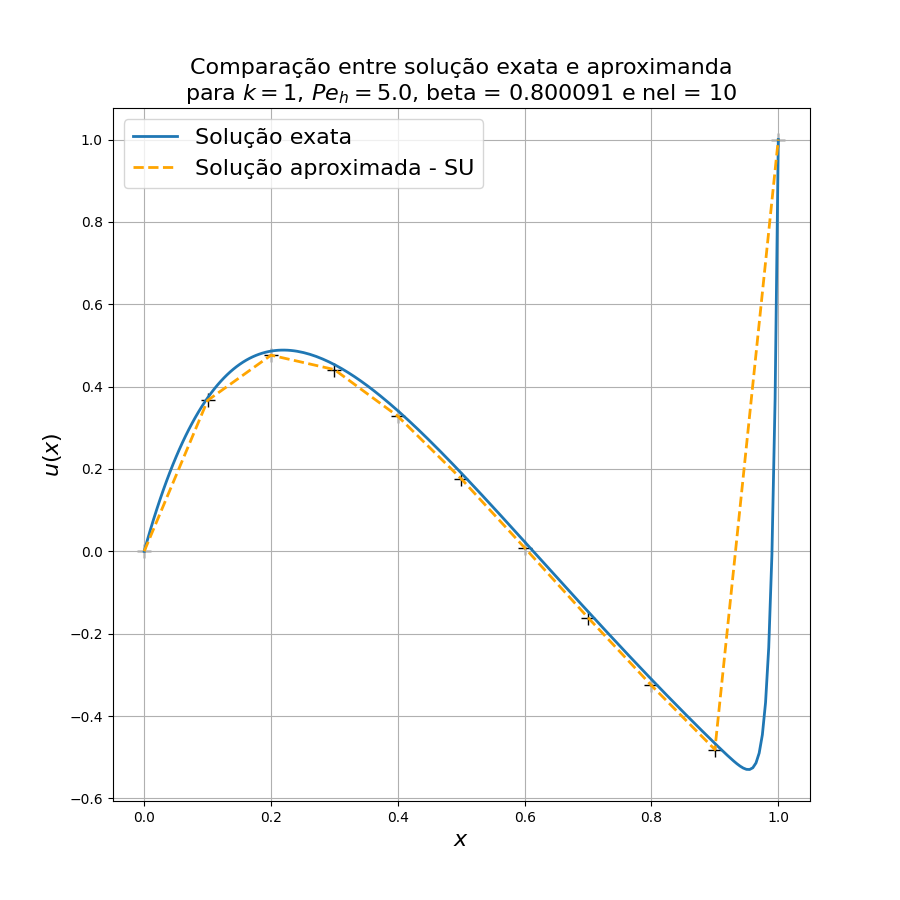 Comparação entre solução exata e aproximanda
para k = 1, Pe_h = 5.0, beta = 0.800091 e nel = 10
Solução exata
Solução aproximada - SU
1.0
0.8
0.6
0.4
0.2
0.0
−0.2
−0.4
−0.6
u(x)
0.0 0.2 0.4 0.6 0.8 1.0
x